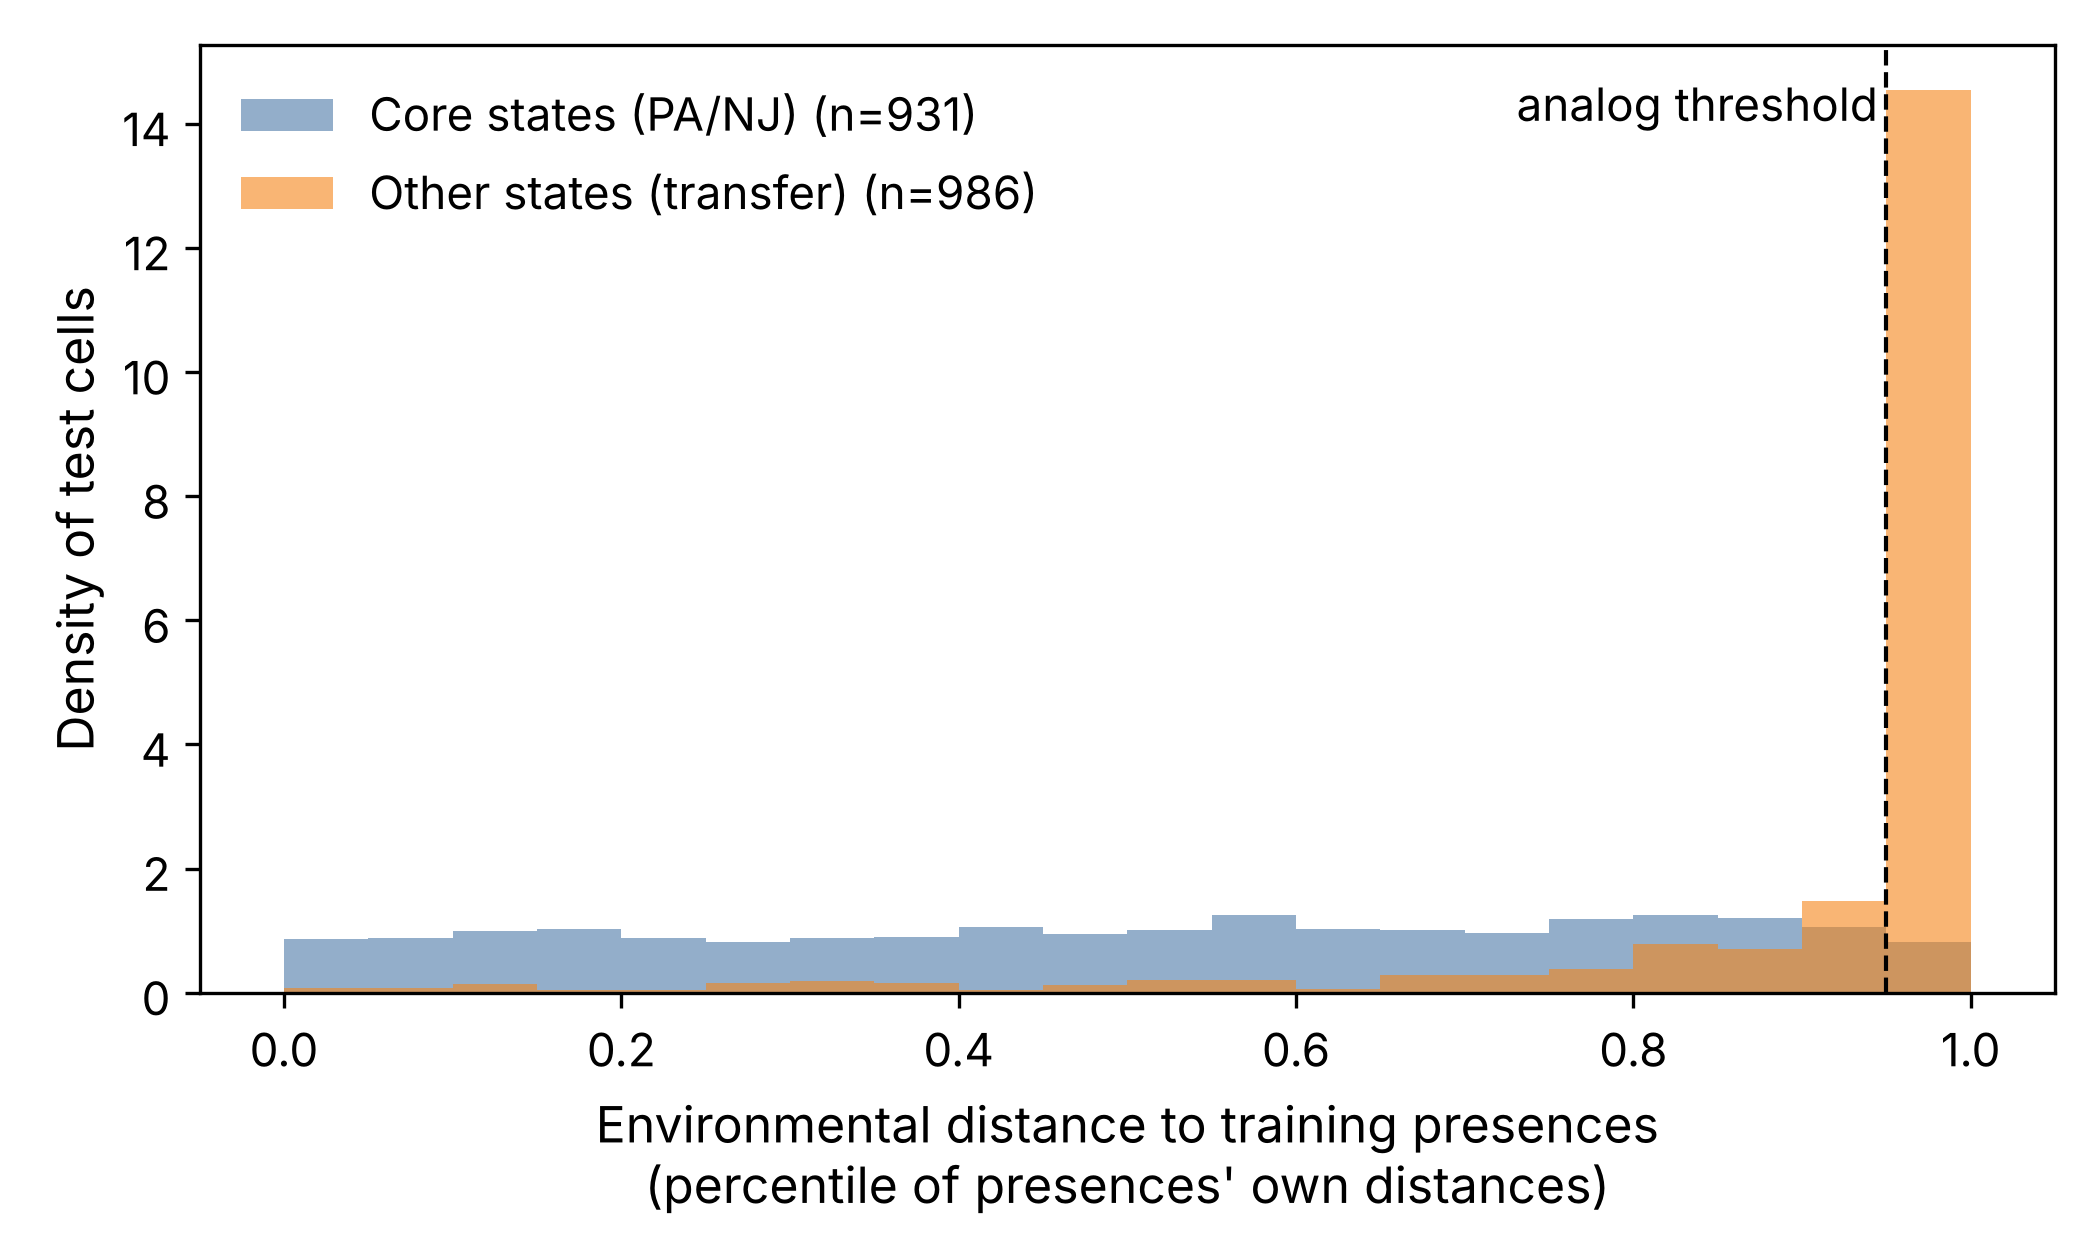 Core states (PA/NJ) (n=931)
Other states (transfer) (n=986)
analog threshold
Density of test cells
14
12
10
8
6
4
2
0
0.0 0.2 0.4 0.6 0.8 1.0
Environmental distance to training presences
(percentile of presences' own distances)